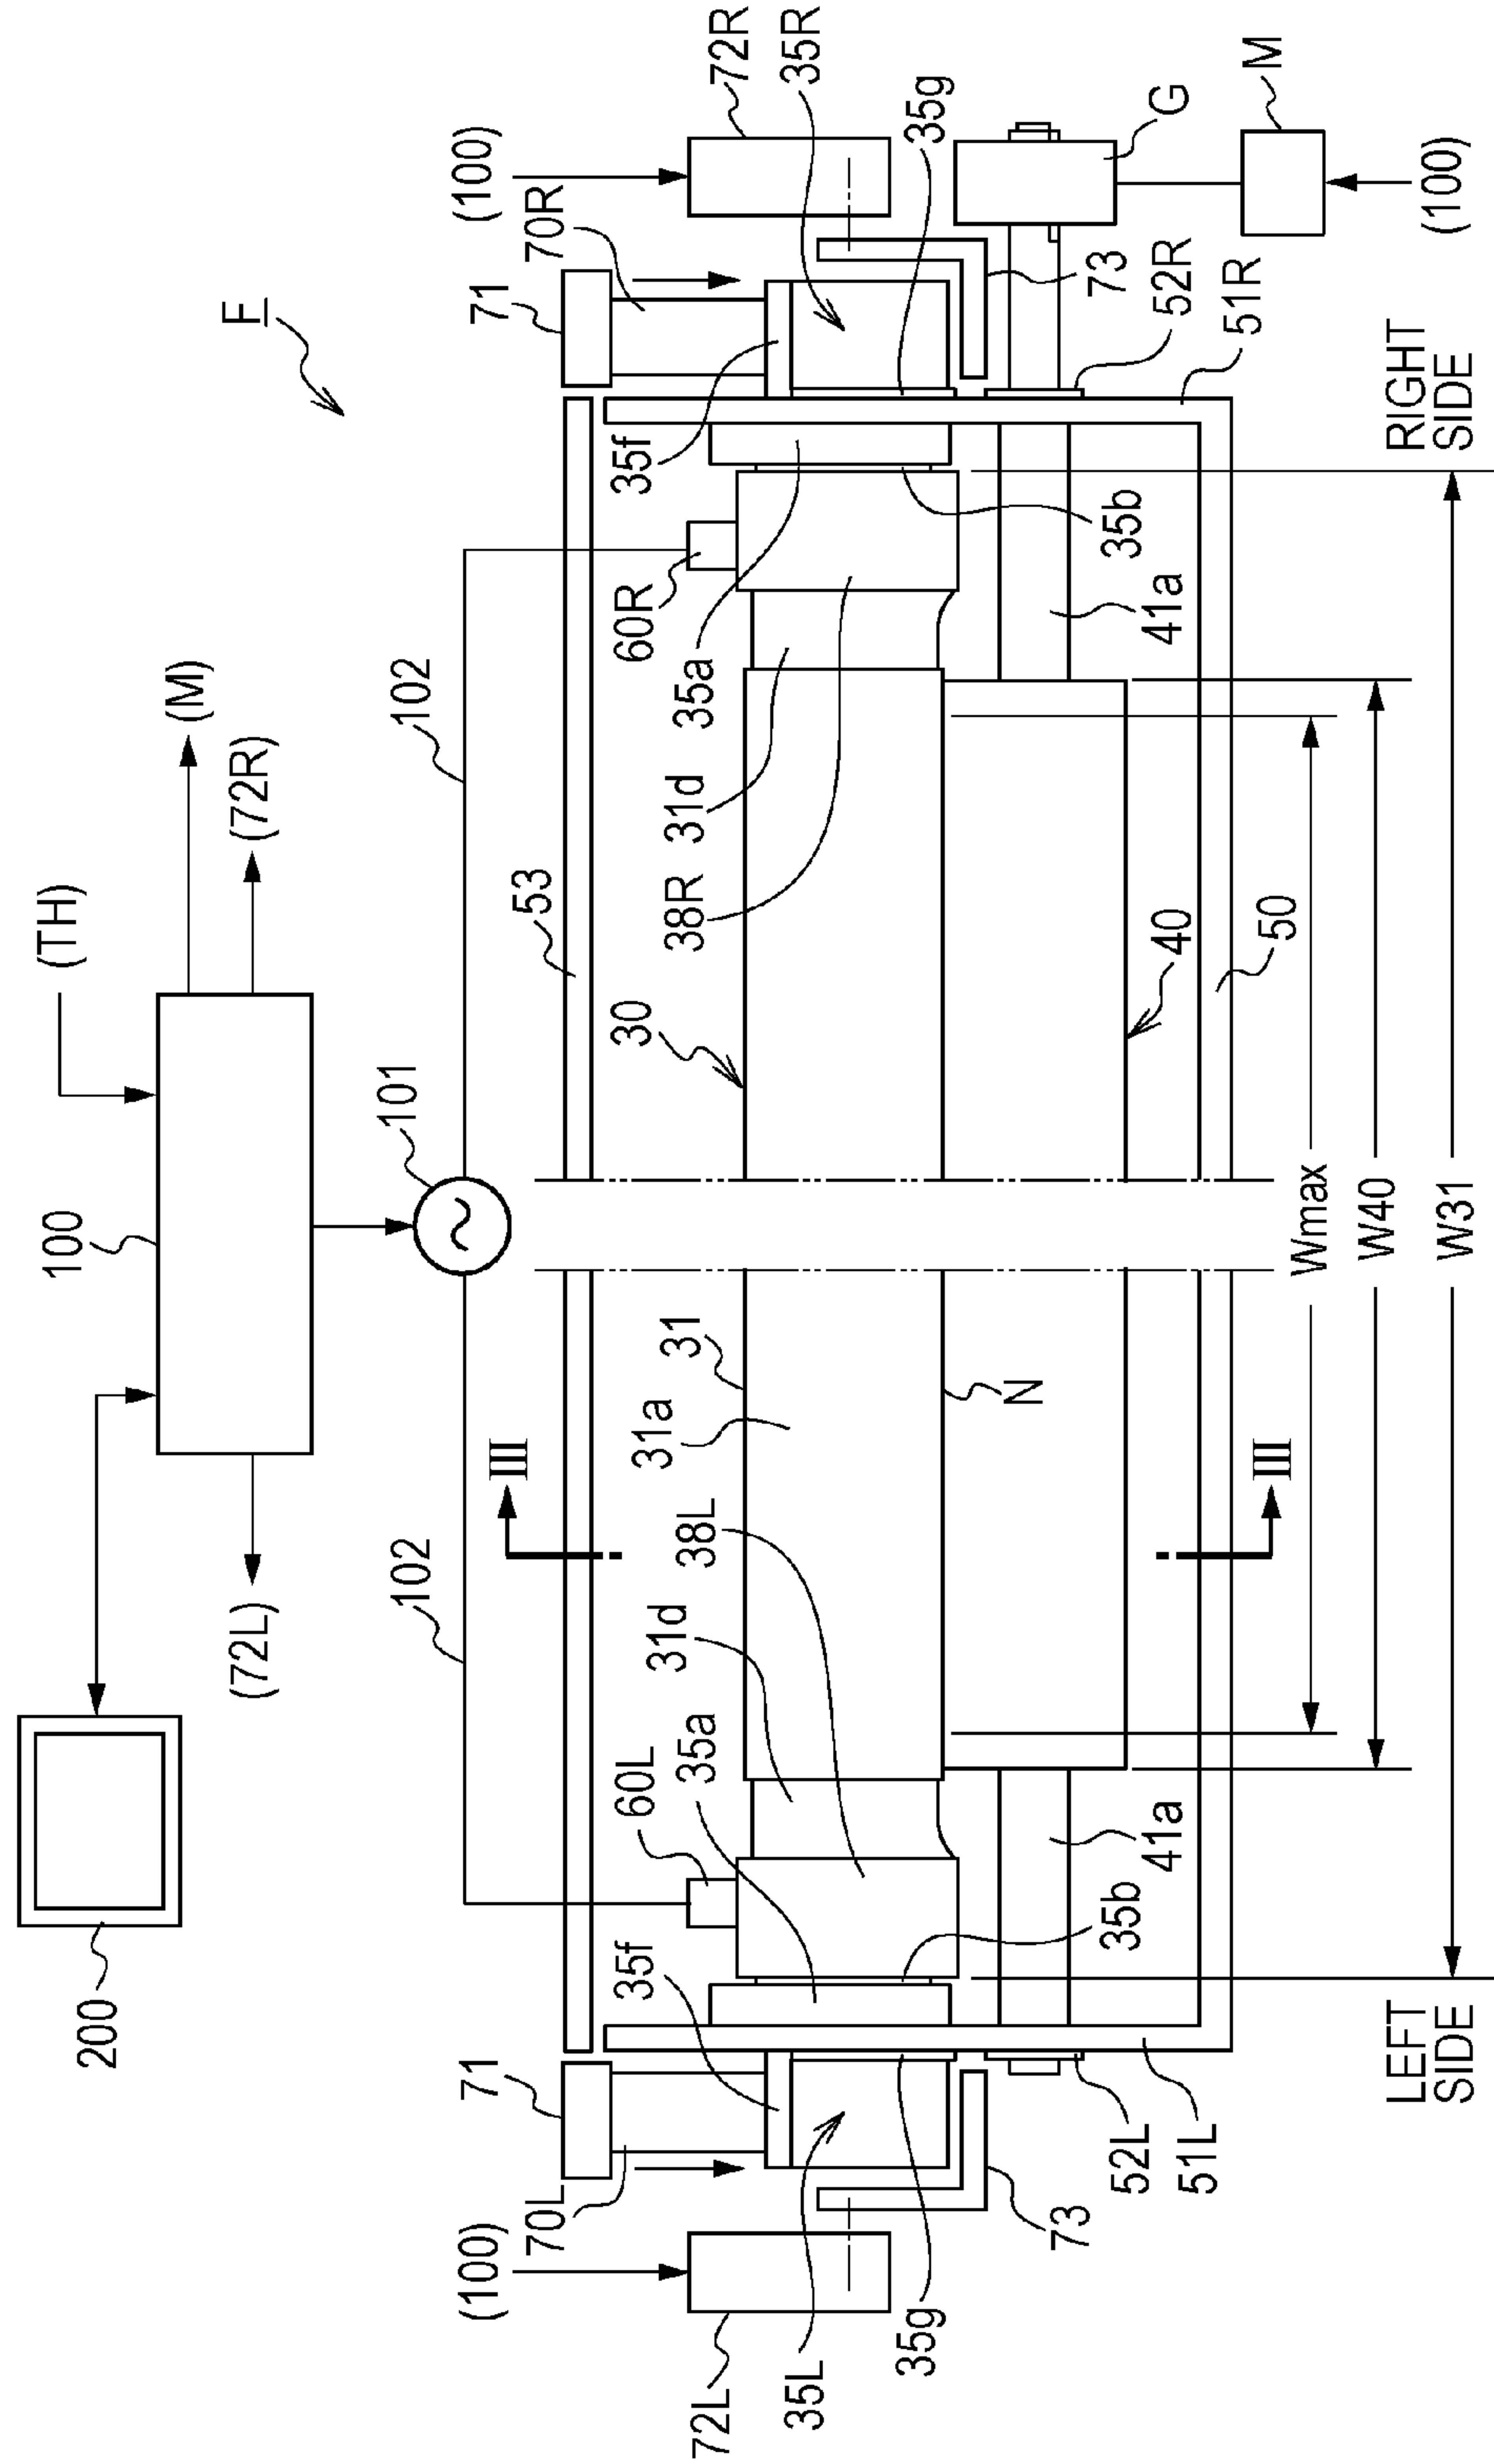 F
200
100
(TH)
(M)
(72L)
(72R)
101
102
102
53
III
III
72L
(100)
70L
71
35f
60L
35a
31d
38L
31a
31
30
38R
31d
35a
60R
35f
71
70R
(100)
72R
35R
35L
35g
35g
73
52L
51L
35b
41a
N
40
50
41a
35b
51R
52R
73
G
M
(100)
LEFT
SIDE
RIGHT
SIDE
Wmax
W40
W31